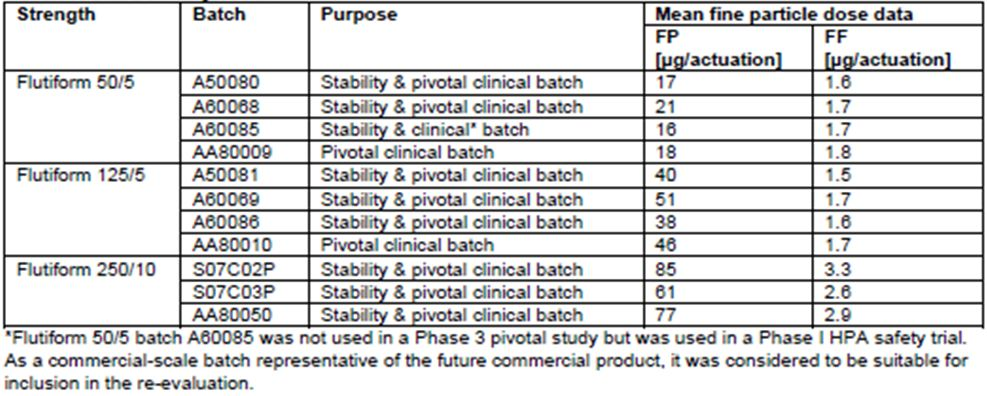 Strength Batch Purpose Mean fine particle dose data
FP FF
[µg/actuation] [µg/actuation]
Flutiform 50/5 A50080 Stability & pivotal clinical batch 17 1.6
A60068 Stability & pivotal clinical batch 21 1.7
A60085 Stability & clinical* batch 16 1.7
AA80009 Pivotal clinical batch 18 1.8
Flutiform 125/5 A50081 Stability & pivotal clinical batch 40 1.5
A60069 Stability & pivotal clinical batch 51 1.7
A60086 Stability & pivotal clinical batch 38 1.6
AA80010 Pivotal clinical batch 46 1.7
Flutiform 250/10 S07C02P Stability & pivotal clinical batch 85 3.3
S07C03P Stability & pivotal clinical batch 61 2.6
AA80050 Stability & pivotal clinical batch 77 2.9
*Flutiform 50/5 batch A60085 was not used in a Phase 3 pivotal study but was used in a Phase I HPA safety trial.
As a commercial-scale batch representative of the future commercial product, it was considered to be suitable for
inclusion in the re-evaluation.